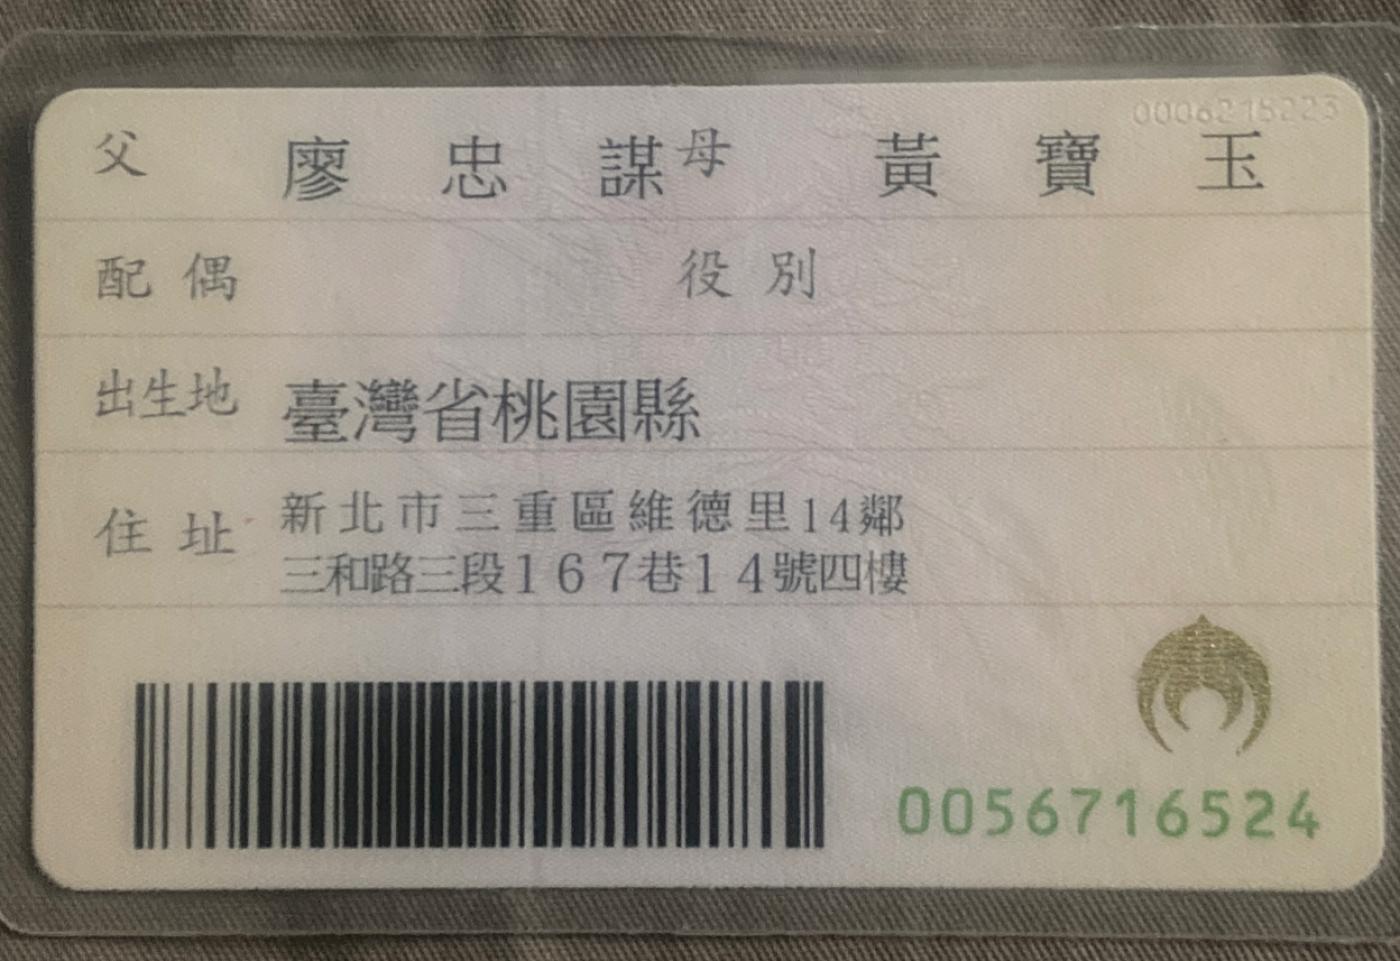 0006215223
父 廖忠謀 母 黃寶玉
配偶 役別
出生地 臺灣省桃園縣
住址 新北市三重區維德里14鄰
三和路三段167巷14號四樓
0056716524